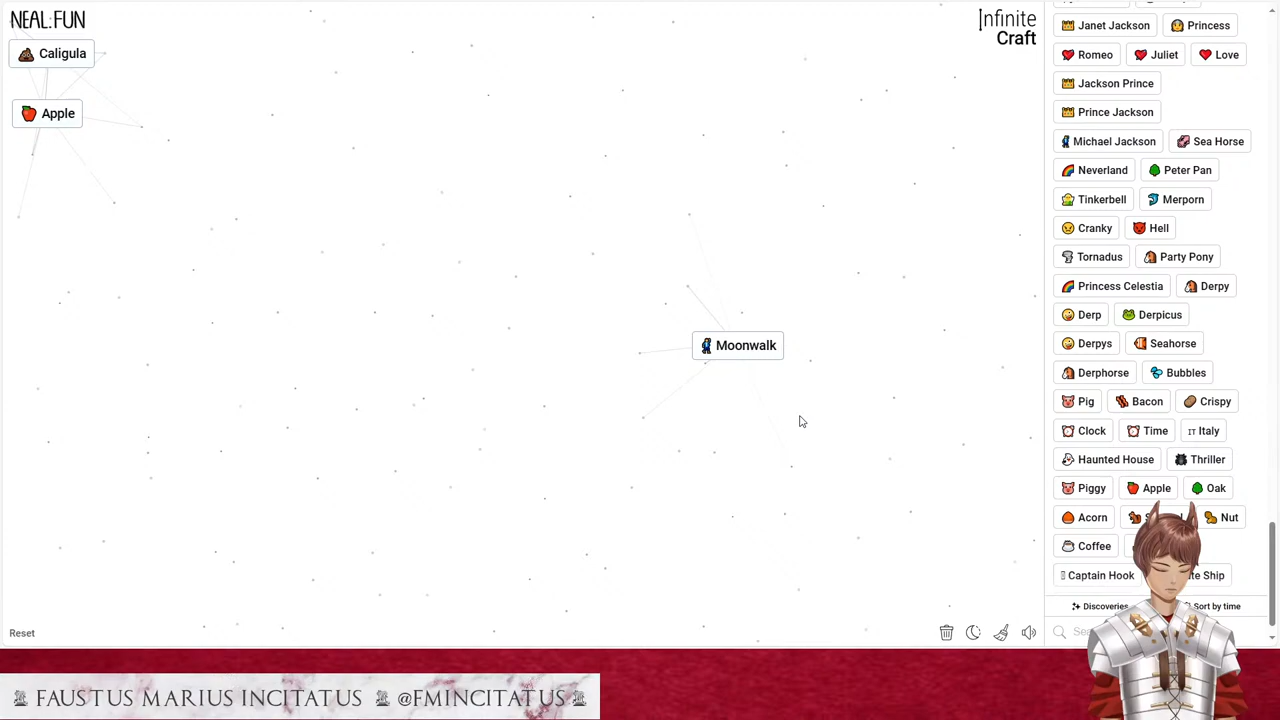 NEAL.FUN
Infinite
Craft
Caligula
Apple
Moonwalk
Janet Jackson Princess
Romeo Juliet Love
Jackson Prince
Prince Jackson
Michael Jackson Sea Horse
Neverland Peter Pan
Tinkerbell Merporn
Cranky Hell
Tornadus Party Pony
Princess Celestia Derpy
Derp Derpicus
Derpys Seahorse
Derphorse Bubbles
Pig Bacon Crispy
Clock Time IT Italy
Haunted House Thriller
Piggy Apple Oak
Acorn Nut
Coffee
Captain Hook Ship
Discoveries Sort by time
Reset
FAUSTUS MARIUS INCITATUS @FMINCITATUS